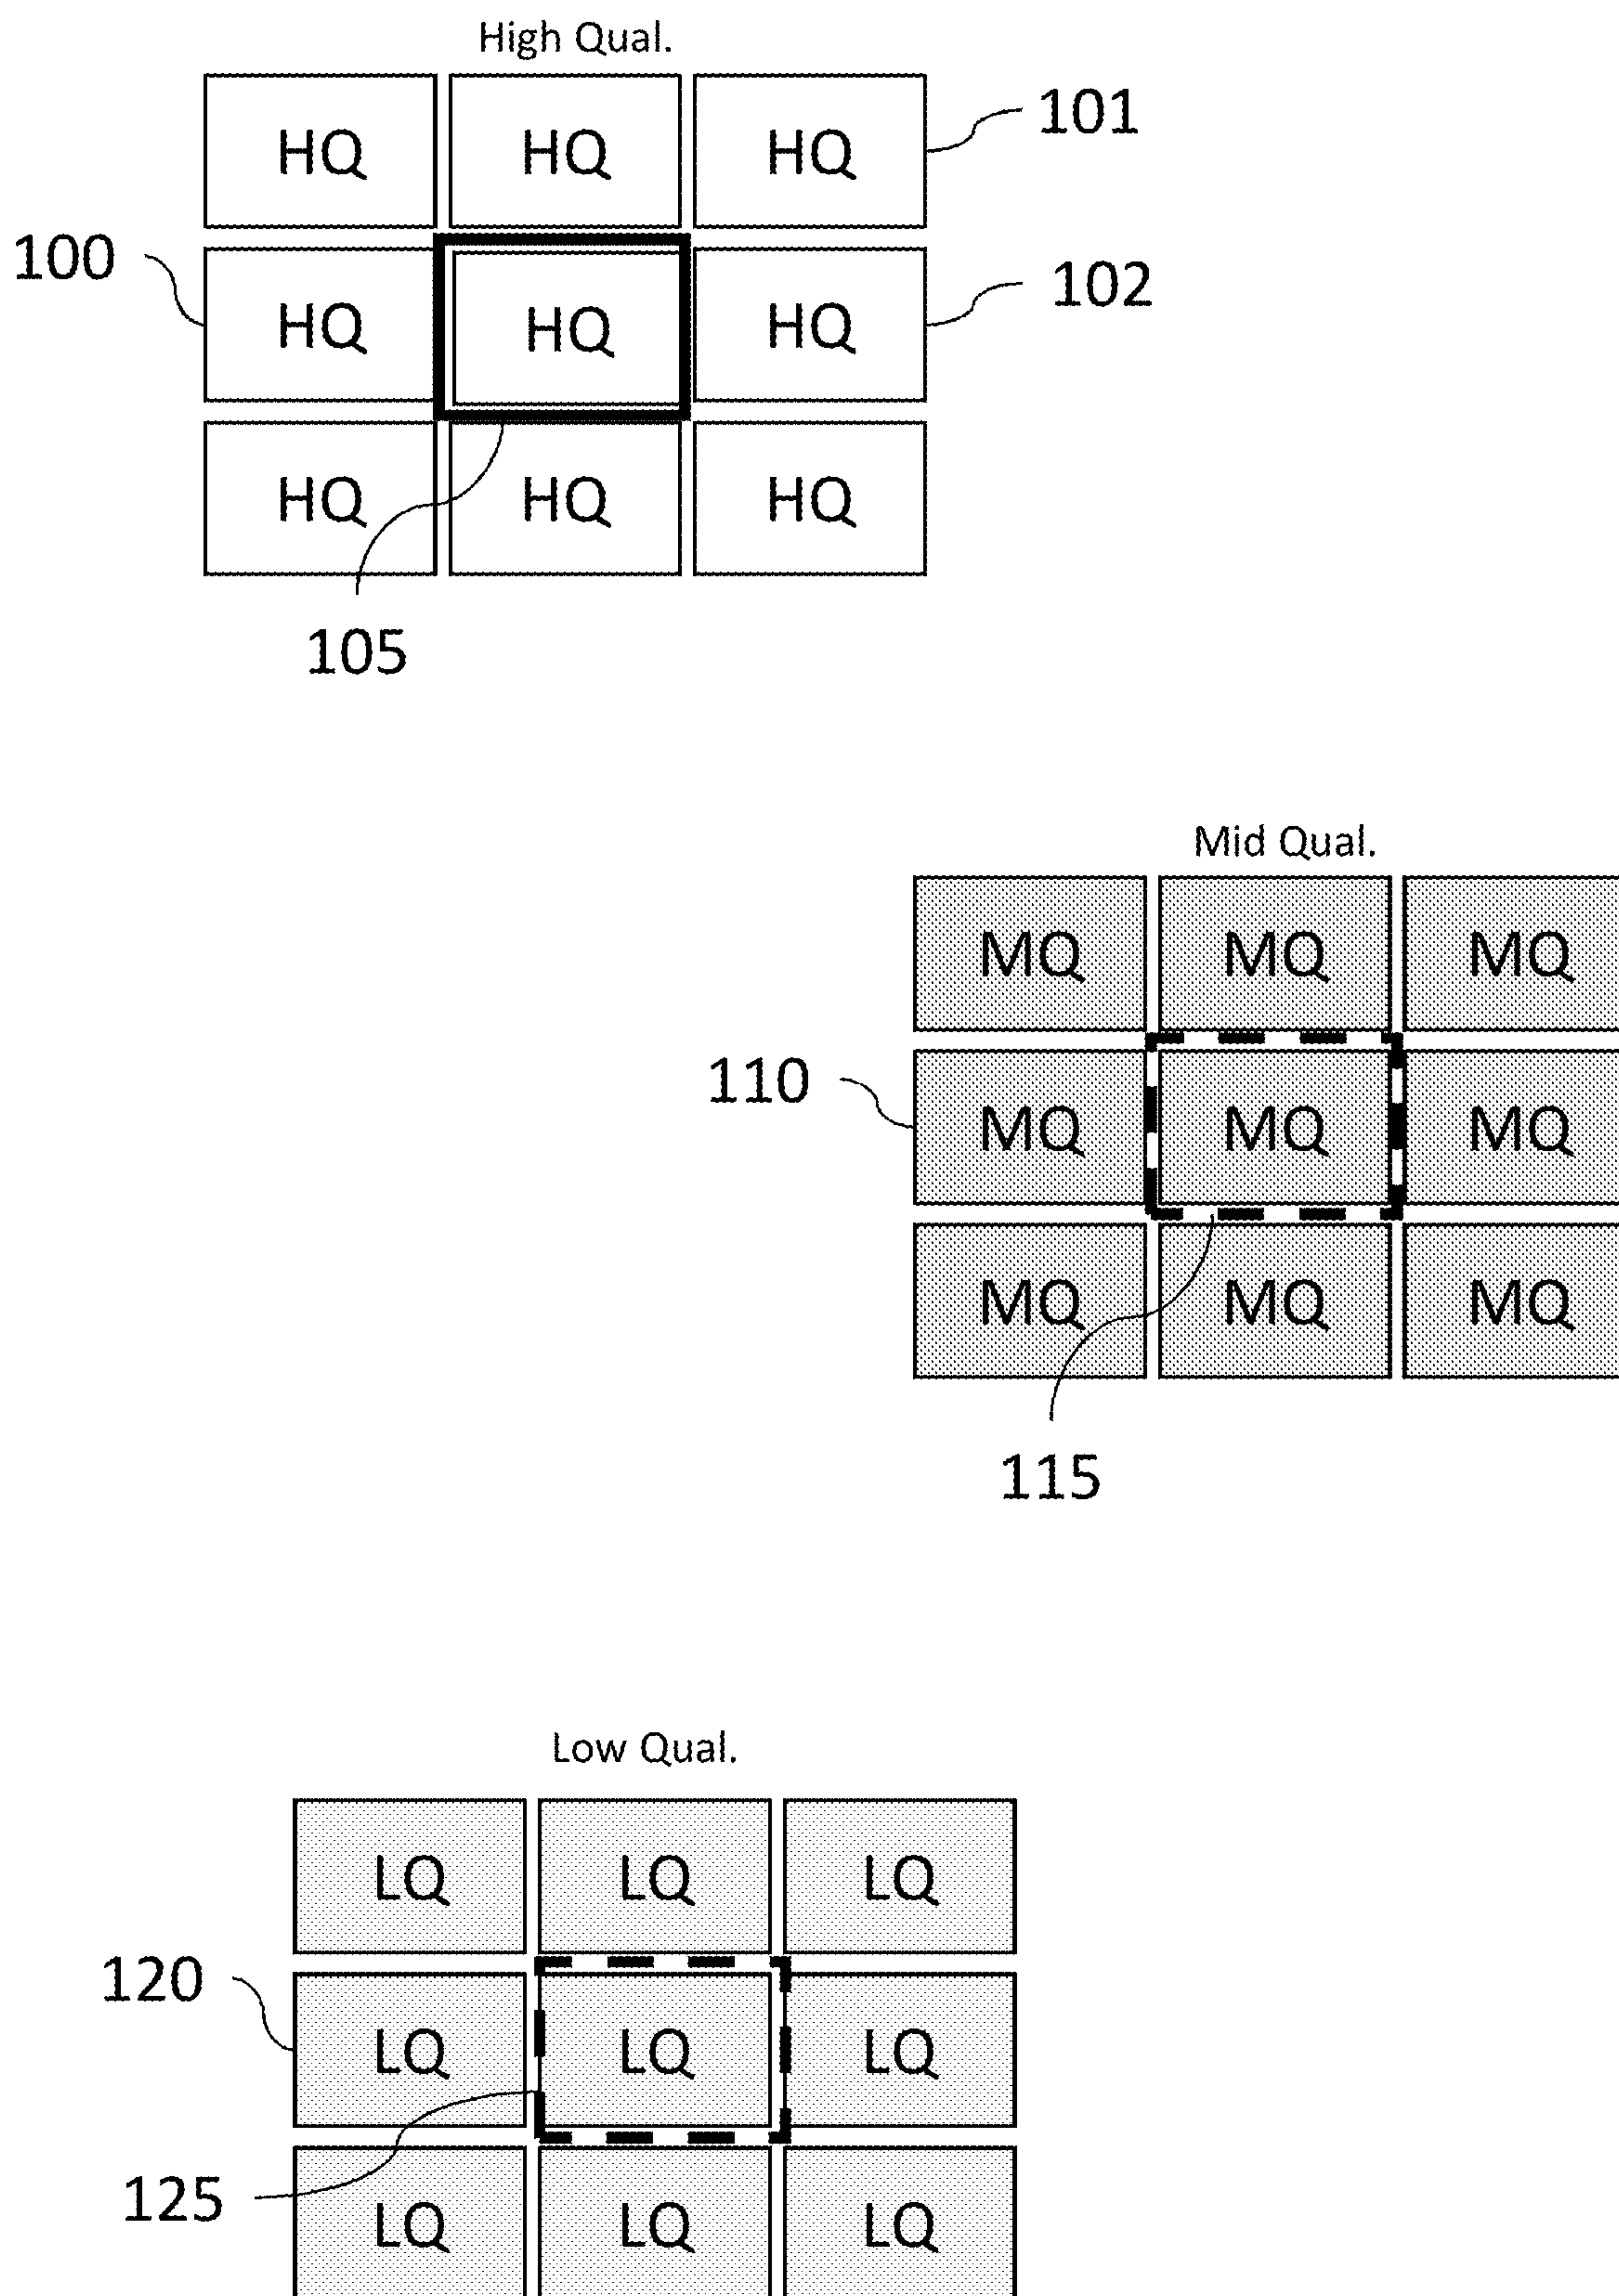 High Qual.
HQ HQ HQ 101
100 HQ HQ HQ 102
HQ HQ HQ
105
Mid Qual.
MQ MQ MQ
110 MQ MQ MQ
MQ MQ MQ
115
Low Qual.
LQ LQ LQ
120 LQ LQ LQ
125 LQ LQ LQ